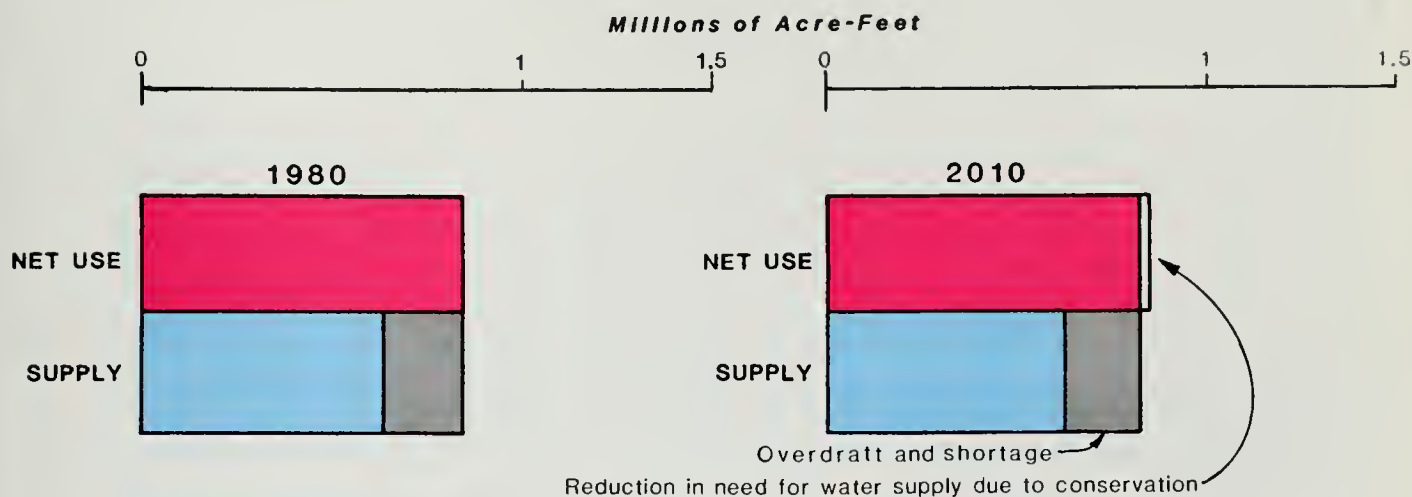 Millions of Acre-Feet
0 1 1.5 0 1 1.5
1980 2010
NET USE NET USE
SUPPLY SUPPLY
Overdratt and shortage
Reduction in need for water supply due to conservation